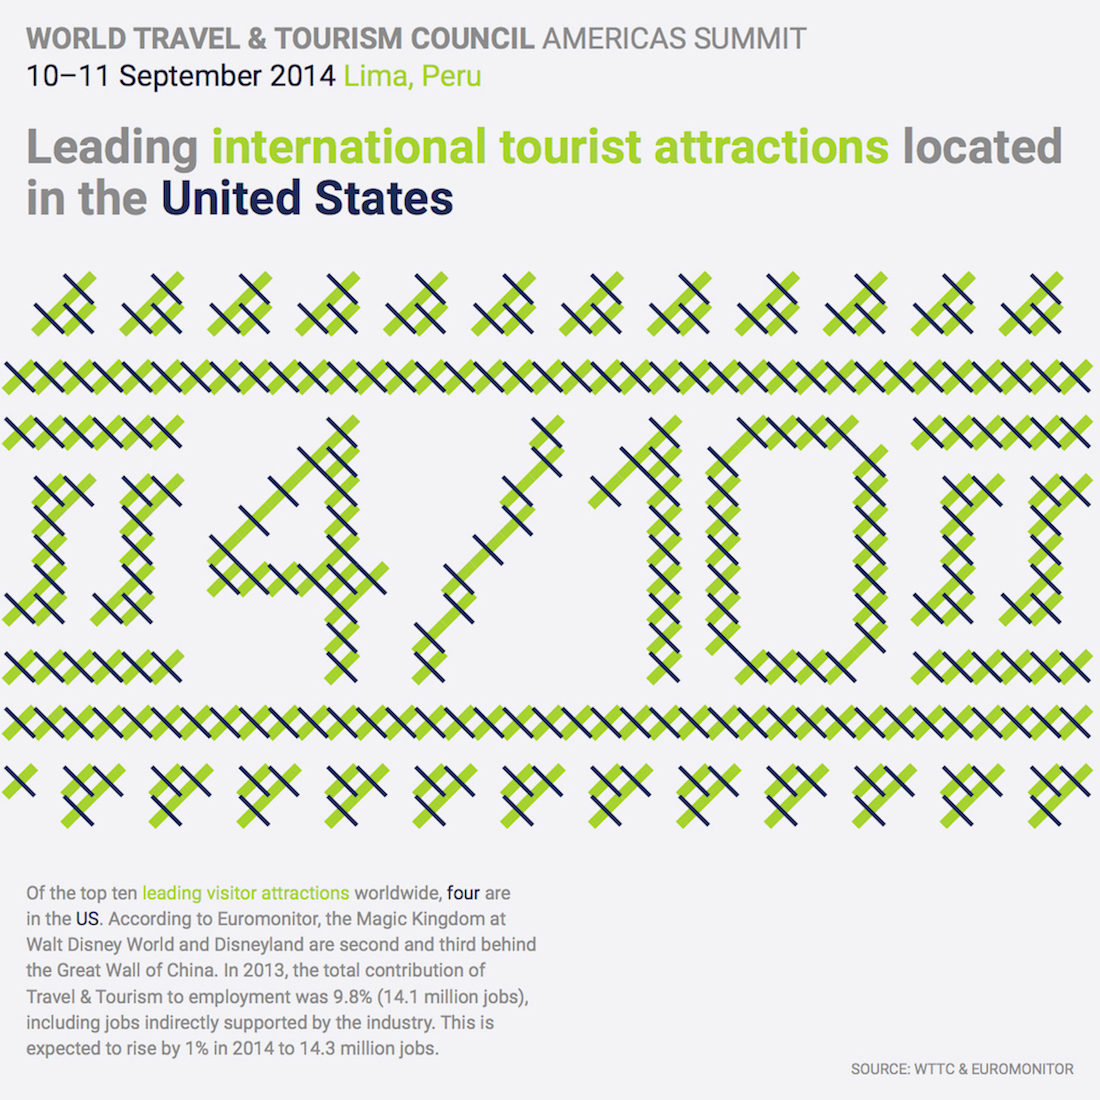 WORLD TRAVEL & TOURISM COUNCIL AMERICAS SUMMIT
10–11 September 2014 Lima, Peru
Leading international tourist attractions located
in the United States
4/10
Of the top ten leading visitor attractions worldwide, four are
in the US. According to Euromonitor, the Magic Kingdom at
Walt Disney World and Disneyland are second and third behind
the Great Wall of China. In 2013, the total contribution of
Travel & Tourism to employment was 9.8% (14.1 million jobs),
including jobs indirectly supported by the industry. This is
expected to rise by 1% in 2014 to 14.3 million jobs.
SOURCE: WTTC & EUROMONITOR